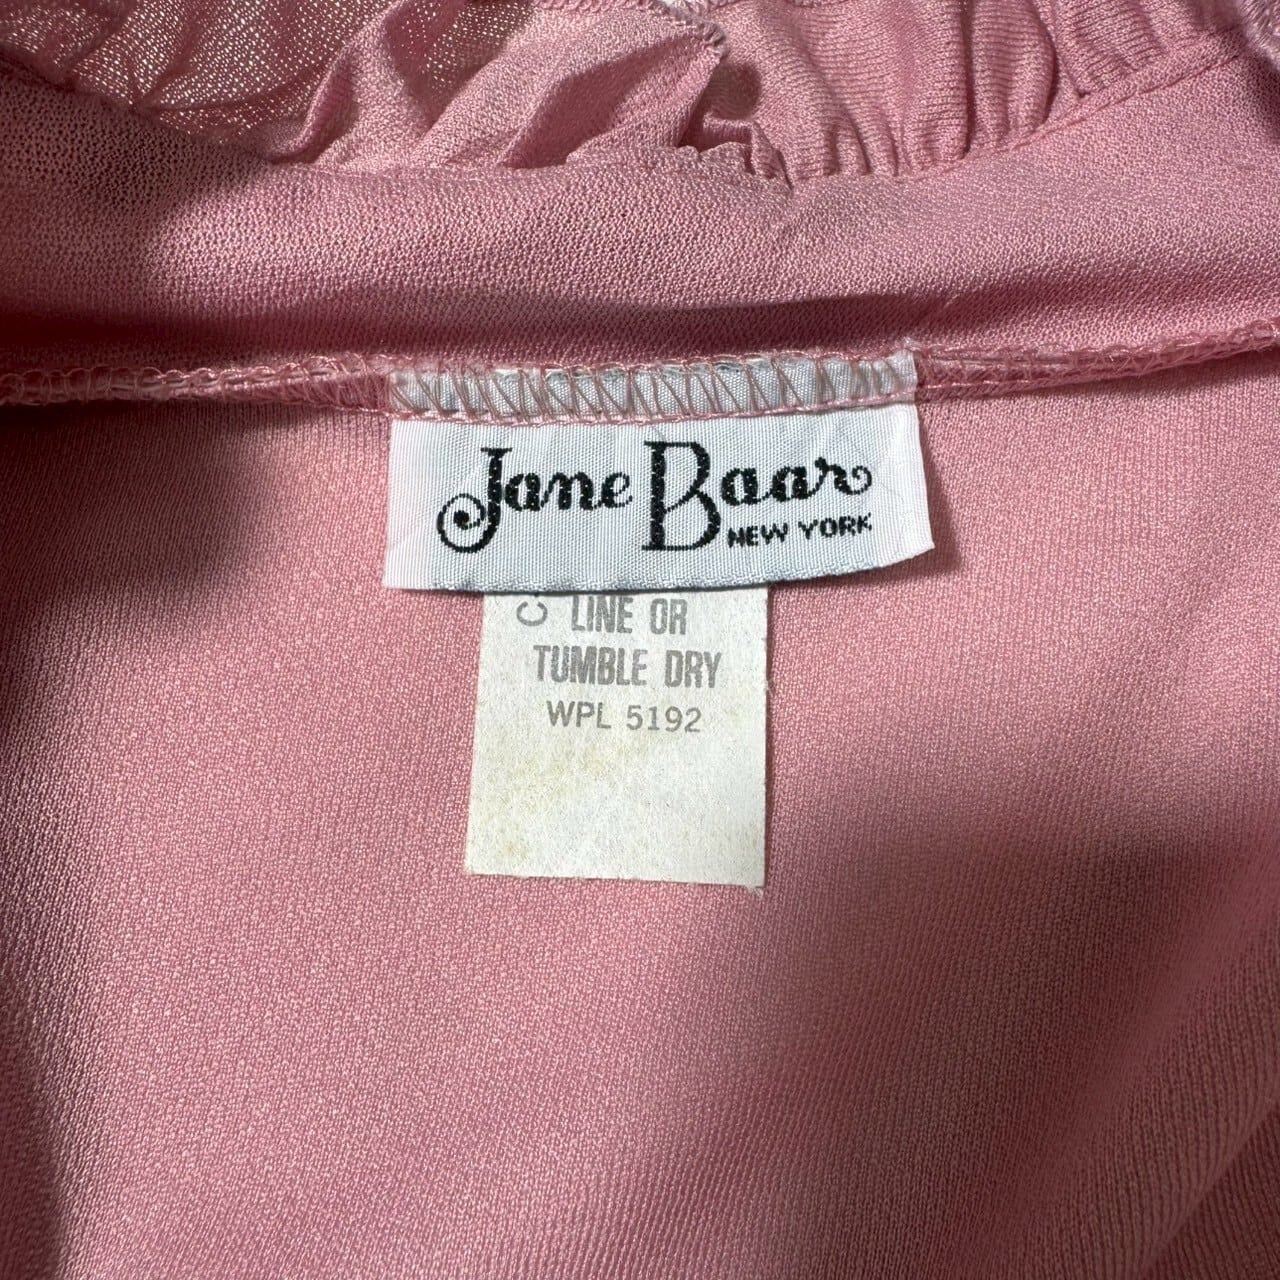 Jane Baar
NEW YORK
LINE OR
TUMBLE DRY
WPL 5192